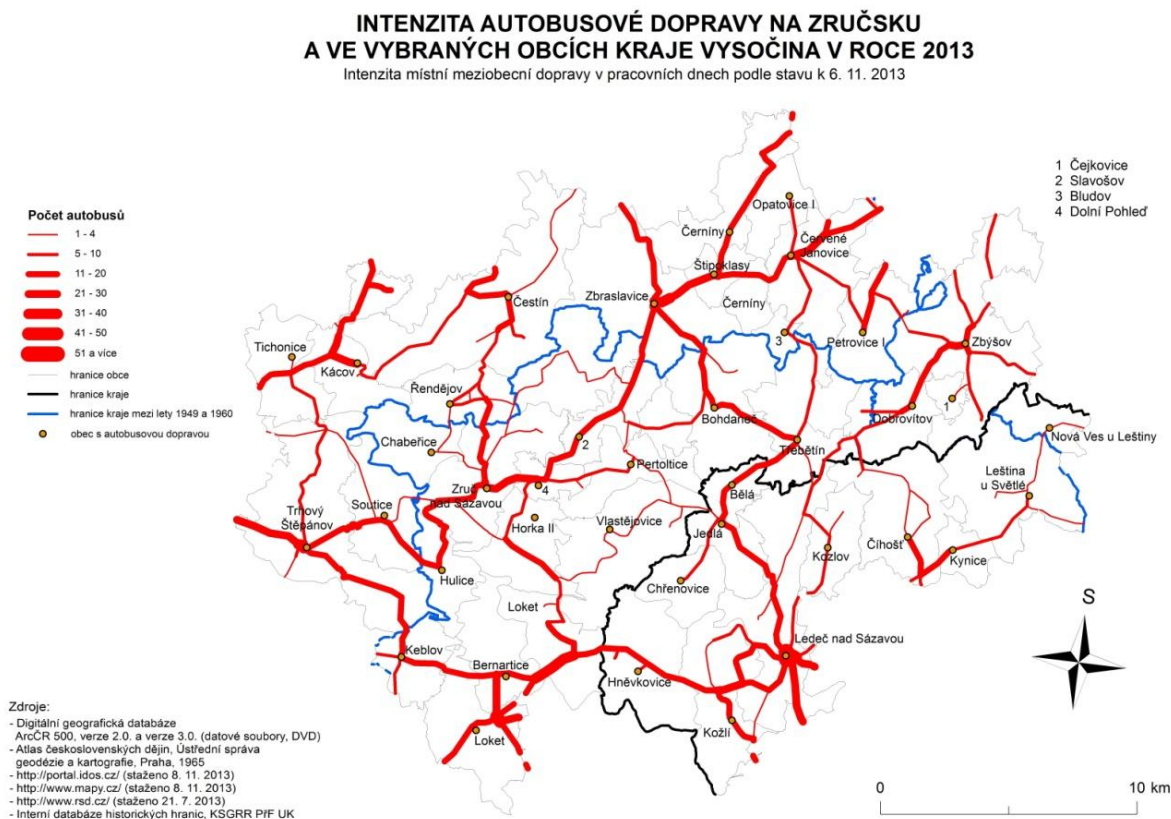 INTENZITA AUTOBUSOVÉ DOPRAVY NA ZRUČSKU
A VE VYBRANÝCH OBCÍCH KRAJE VYSOČINA V ROCE 2013
Intenzita místní meziobecní dopravy v pracovních dnech podle stavu k 6. 11. 2013
1 Čejkovice
2 Slavošov
3 Bludov
4 Dolní Pohleď
Počet autobusů
1 - 4
5 - 10
11 - 20
21 - 30
31 - 40
41 - 50
51 a více
hranice obce
hranice kraje
hranice kraje mezi lety 1949 a 1960
obec s autobusovou dopravou
Opatovice I
Černíny
Červené
Janovice
Štipoklasy
Čestín
Zbraslavice
Černíny
3
Petrovice I
Zbýšov
Tichonice
Kácov
Řendějov
Bohdaneč
Dobrovítov
1
Nová Ves u Leštiny
Chabeřice
2
Třebětín
Pertoltice
Leština
u Světlé
Zruč
nad Sázavou
4
Bělá
Soutice
Trhový
Štěpánov
Horka II
Vlastějovice
Jedlá
Kozlov
Číhošť
Kynice
Hulice
Chřenovice
Loket
S
Keblov
Ledeč nad Sázavou
Bernartice
Hněvkovice
Loket
Kožlí
Zdroje:
- Digitální geografická databáze
ArcČR 500, verze 2.0. a verze 3.0. (datové soubory, DVD)
- Atlas československých dějin, Ústřední správa
geodézie a kartografie, Praha, 1965
- http://portal.idos.cz/ (staženo 8. 11. 2013)
- http://www.mapy.cz/ (staženo 8. 11. 2013)
- http://www.rsd.cz/ (staženo 21. 7. 2013)
- Interní databáze historických hranic, KSGRR PřF UK
0 10 km